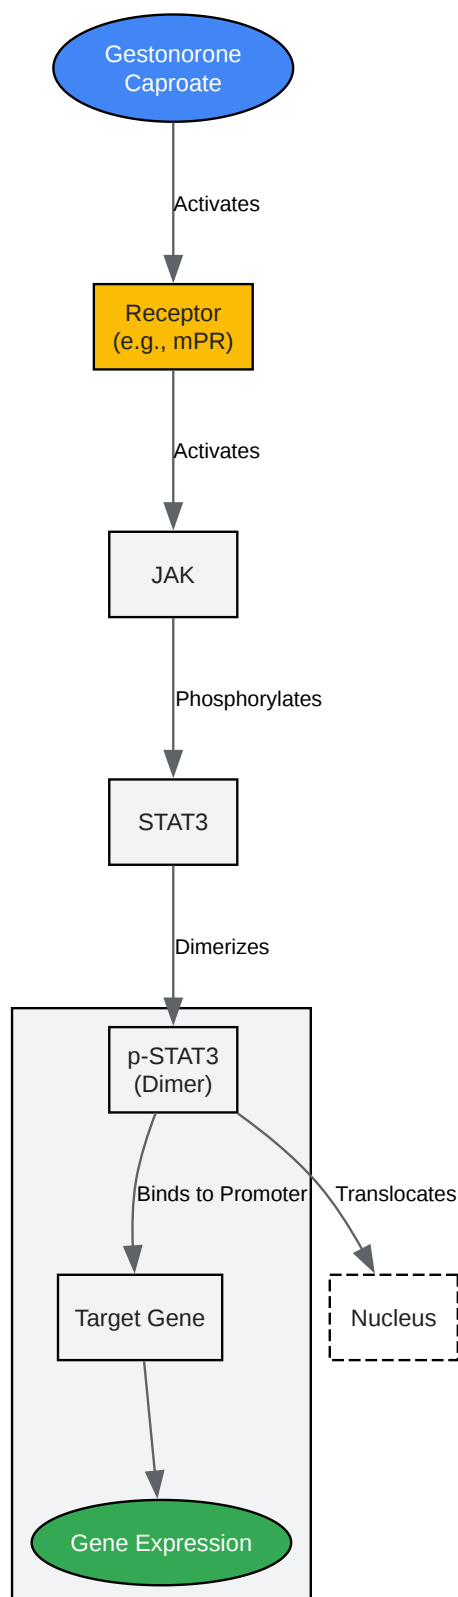 Gestonorone
Caproate
Activates
Receptor
(e.g., mPR)
Activates
JAK
Phosphorylates
STAT3
Dimerizes
p-STAT3
(Dimer)
Binds to Promoter
Translocates
Target Gene
Nucleus
Gene Expression